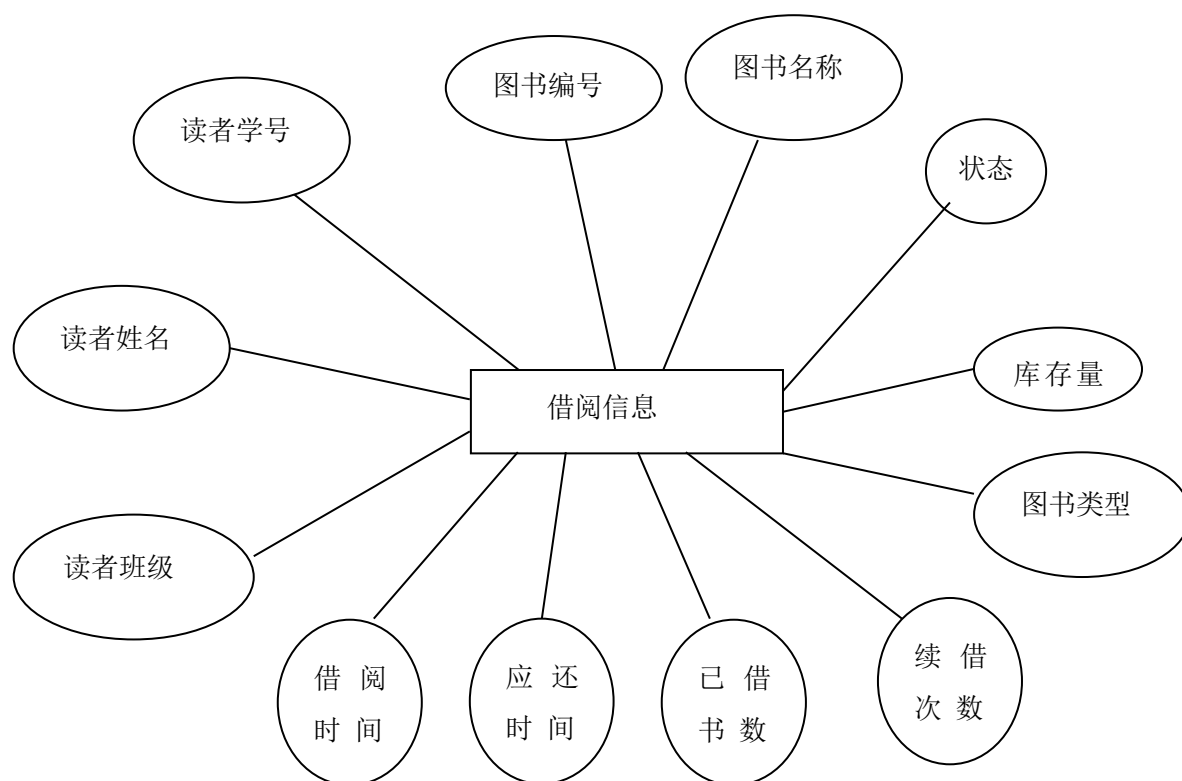 图书名称
图书编号
读者学号
状态
读者姓名
库存量
借阅信息
图书类型
读者班级
借阅
时间
应还
时间
已借
书数
续借
次数